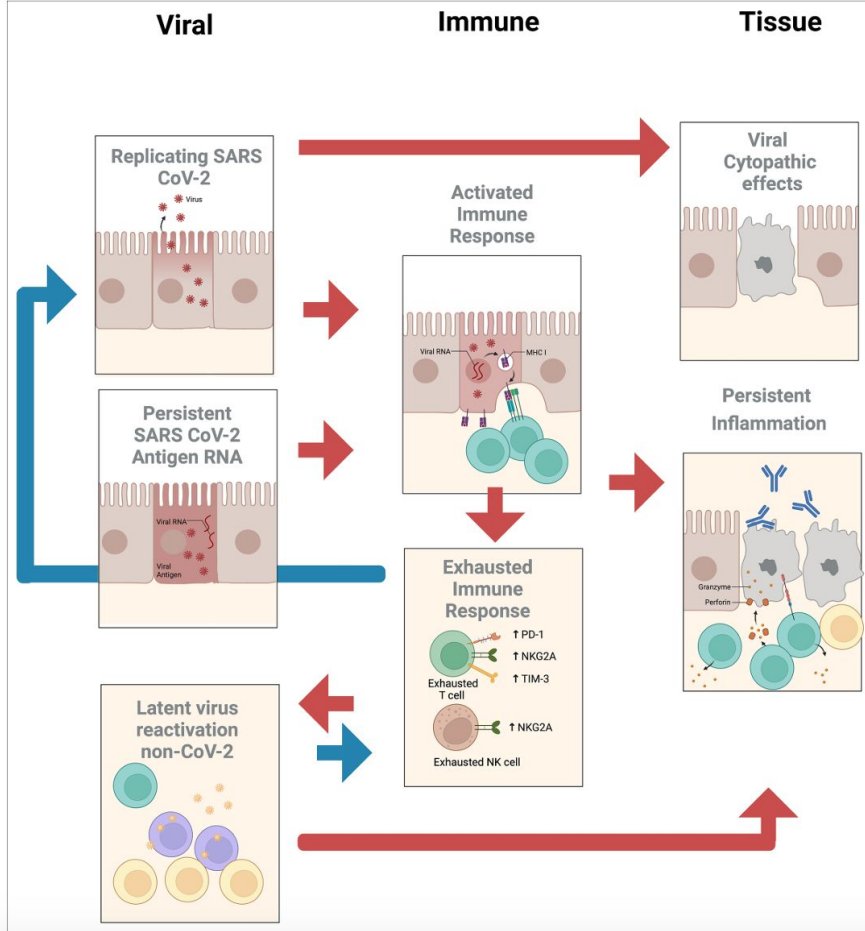 Viral
Immune
Tissue
Replicating SARS
CoV-2
Virus
Viral
Cytopathic
effects
Activated
Immune
Response
Viral RNA
MHC I
Persistent
SARS CoV-2
Antigen RNA
Viral RNA
Viral
Antigen
Persistent
Inflammation
Granzyme
Perforin
Exhausted
Immune
Response
↑ PD-1
↑ NKG2A
↑ TIM-3
Exhausted
T cell
↑ NKG2A
Exhausted NK cell
Latent virus
reactivation
non-CoV-2